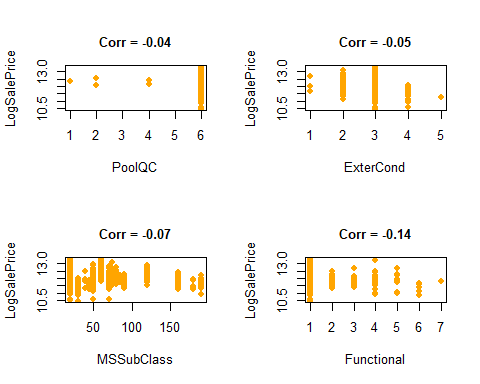 Corr = -0.04
LogSalePrice
13.0
10.5
1 2 3 4 5 6
PoolQC
Corr = -0.05
LogSalePrice
13.0
10.5
1 2 3 4 5
ExterCond
Corr = -0.07
LogSalePrice
13.0
10.5
50 100 150
MSSubClass
Corr = -0.14
LogSalePrice
13.0
10.5
1 2 3 4 5 6 7
Functional